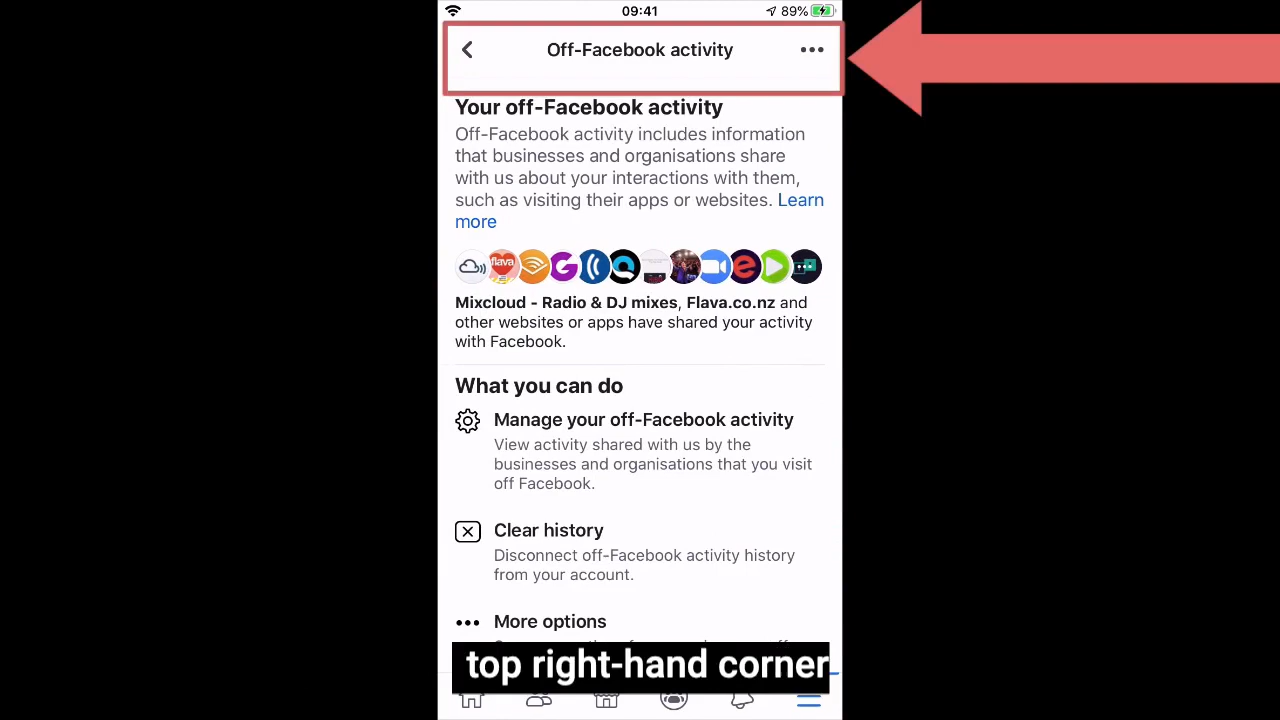 09:41
89%
Off-Facebook activity
Your off-Facebook activity
Off-Facebook activity includes information
that businesses and organisations share
with us about your interactions with them,
such as visiting their apps or websites. Learn
more
flava
Mixcloud - Radio & DJ mixes, Flava.co.nz and
other websites or apps have shared your activity
with Facebook.
What you can do
Manage your off-Facebook activity
View activity shared with us by the
businesses and organisations that you visit
off Facebook.
Clear history
Disconnect off-Facebook activity history
from your account.
More options
top right-hand corner